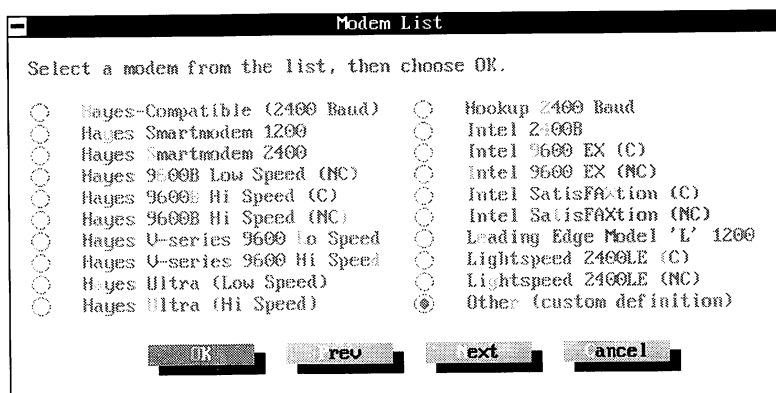 Modem List
Select a modem from the list, then choose OK.
Hayes-Compatible (2400 Baud)
Hayes Smartmodem 1200
Hayes Smartmodem 2400
Hayes 9600B Low Speed (NC)
Hayes 9600B Hi Speed (C)
Hayes 9600B Hi Speed (NC)
Hayes V-series 9600 Lo Speed
Hayes V-series 9600 Hi Speed
Hayes Ultra (Low Speed)
Hayes Ultra (Hi Speed)
Hookup 2400 Baud
Intel 2400B
Intel 9600 EX (C)
Intel 9600 EX (NC)
Intel SatisFAXtion (C)
Intel SatisFAXtion (NC)
Leading Edge Model 'L' 1200
Lightspeed 2400LE (C)
Lightspeed 2400LE (NC)
Other (custom definition)
OK Prev Next Cancel